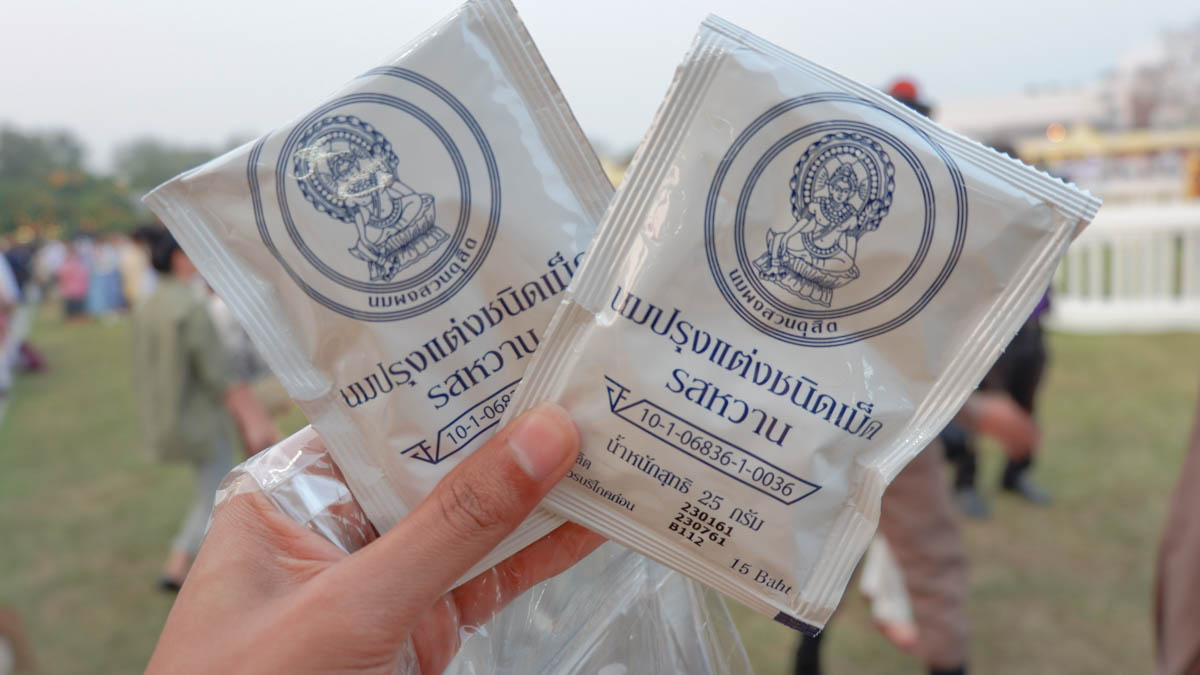 นมผงสวนดุสิต
นมปรุงแต่งชนิดเม็ด
รสหวาน
10-1-068
นมผงสวนดุสิต
นมปรุงแต่งชนิดเม็ด
รสหวาน
10-1-06836-1-0036
น้ำหนักสุทธิ 25 กรัม
230161
230761
B112
15 Baht